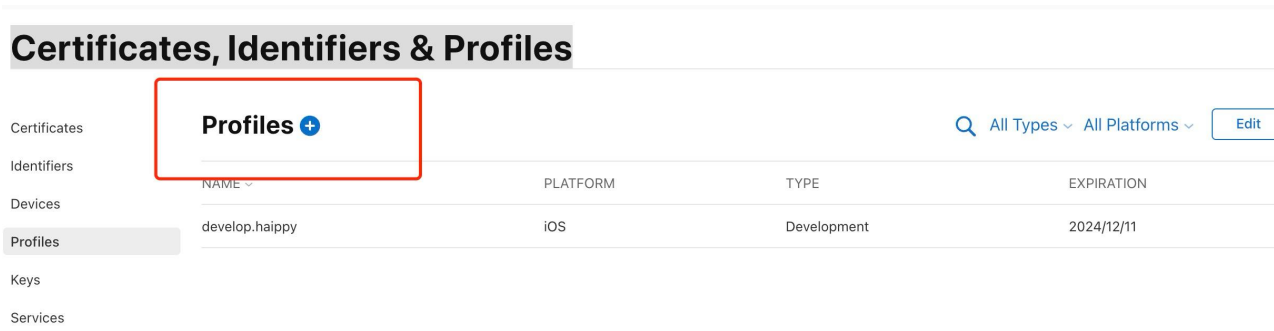 Certificates, Identifiers & Profiles
Certificates
Identifiers
Devices
Profiles
Keys
Services
Profiles
All Types All Platforms Edit
NAME PLATFORM TYPE EXPIRATION
develop.haippy iOS Development 2024/12/11